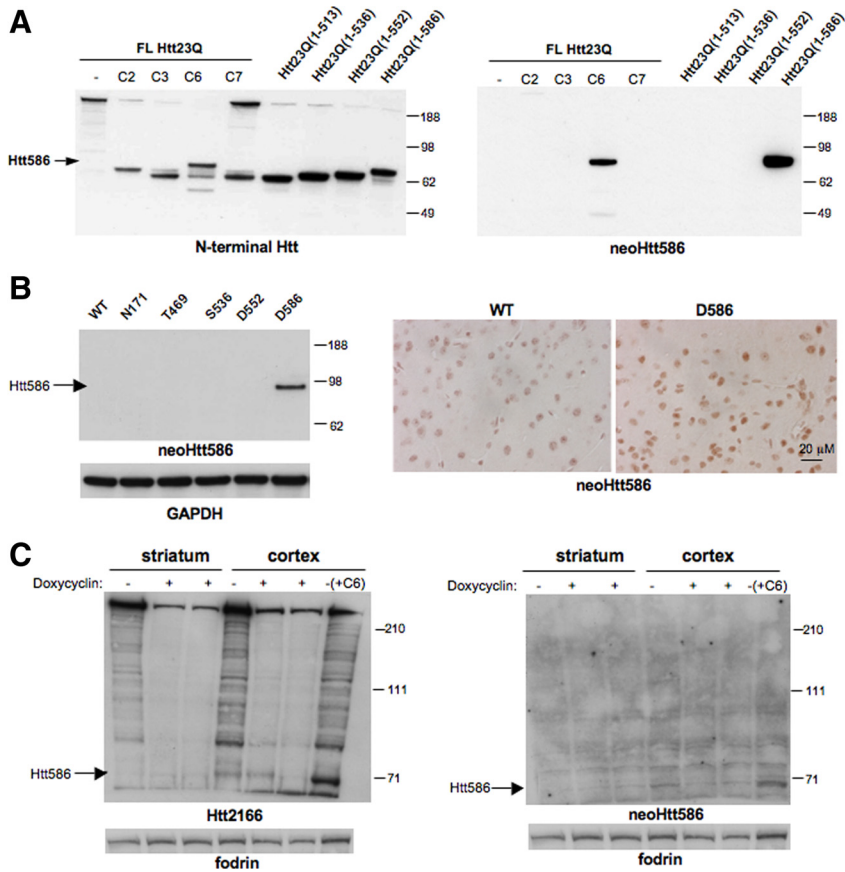 A
FL Htt23Q
- C2 C3 C6 C7
Htt23Q(1-513)
Htt23Q(1-536)
Htt23Q(1-552)
Htt23Q(1-586)
188
98
62
49
Htt586
N-terminal Htt
FL Htt23Q
- C2 C3 C6 C7
Htt23Q(1-513)
Htt23Q(1-536)
Htt23Q(1-552)
Htt23Q(1-586)
188
98
62
49
neoHtt586
B
WT N171 T469 S536 D552 D586
188
98
62
Htt586
neoHtt586
GAPDH
WT D586
20 µM
neoHtt586
C
striatum cortex
Doxycyclin: - + + - + + -(+C6)
210
111
71
Htt586
Htt2166
fodrin
striatum cortex
Doxycyclin: - + + - + + -(+C6)
210
111
71
Htt586
neoHtt586
fodrin